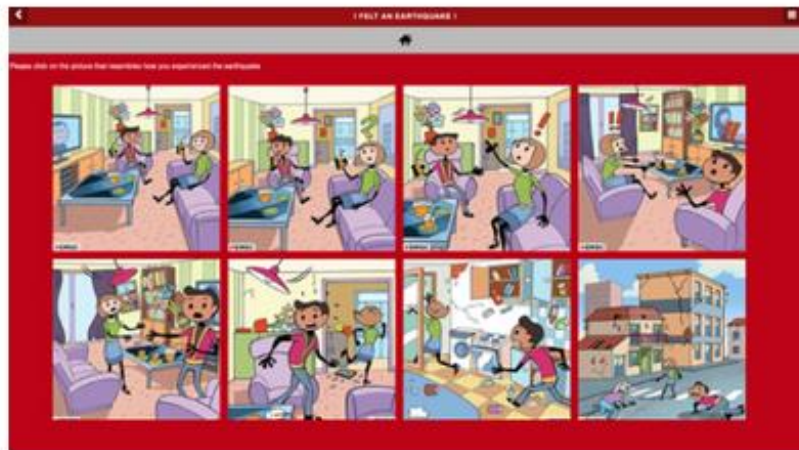 I FELT AN EARTHQUAKE !
Please click on the picture that resembles how you experienced the earthquake
?
!
!!